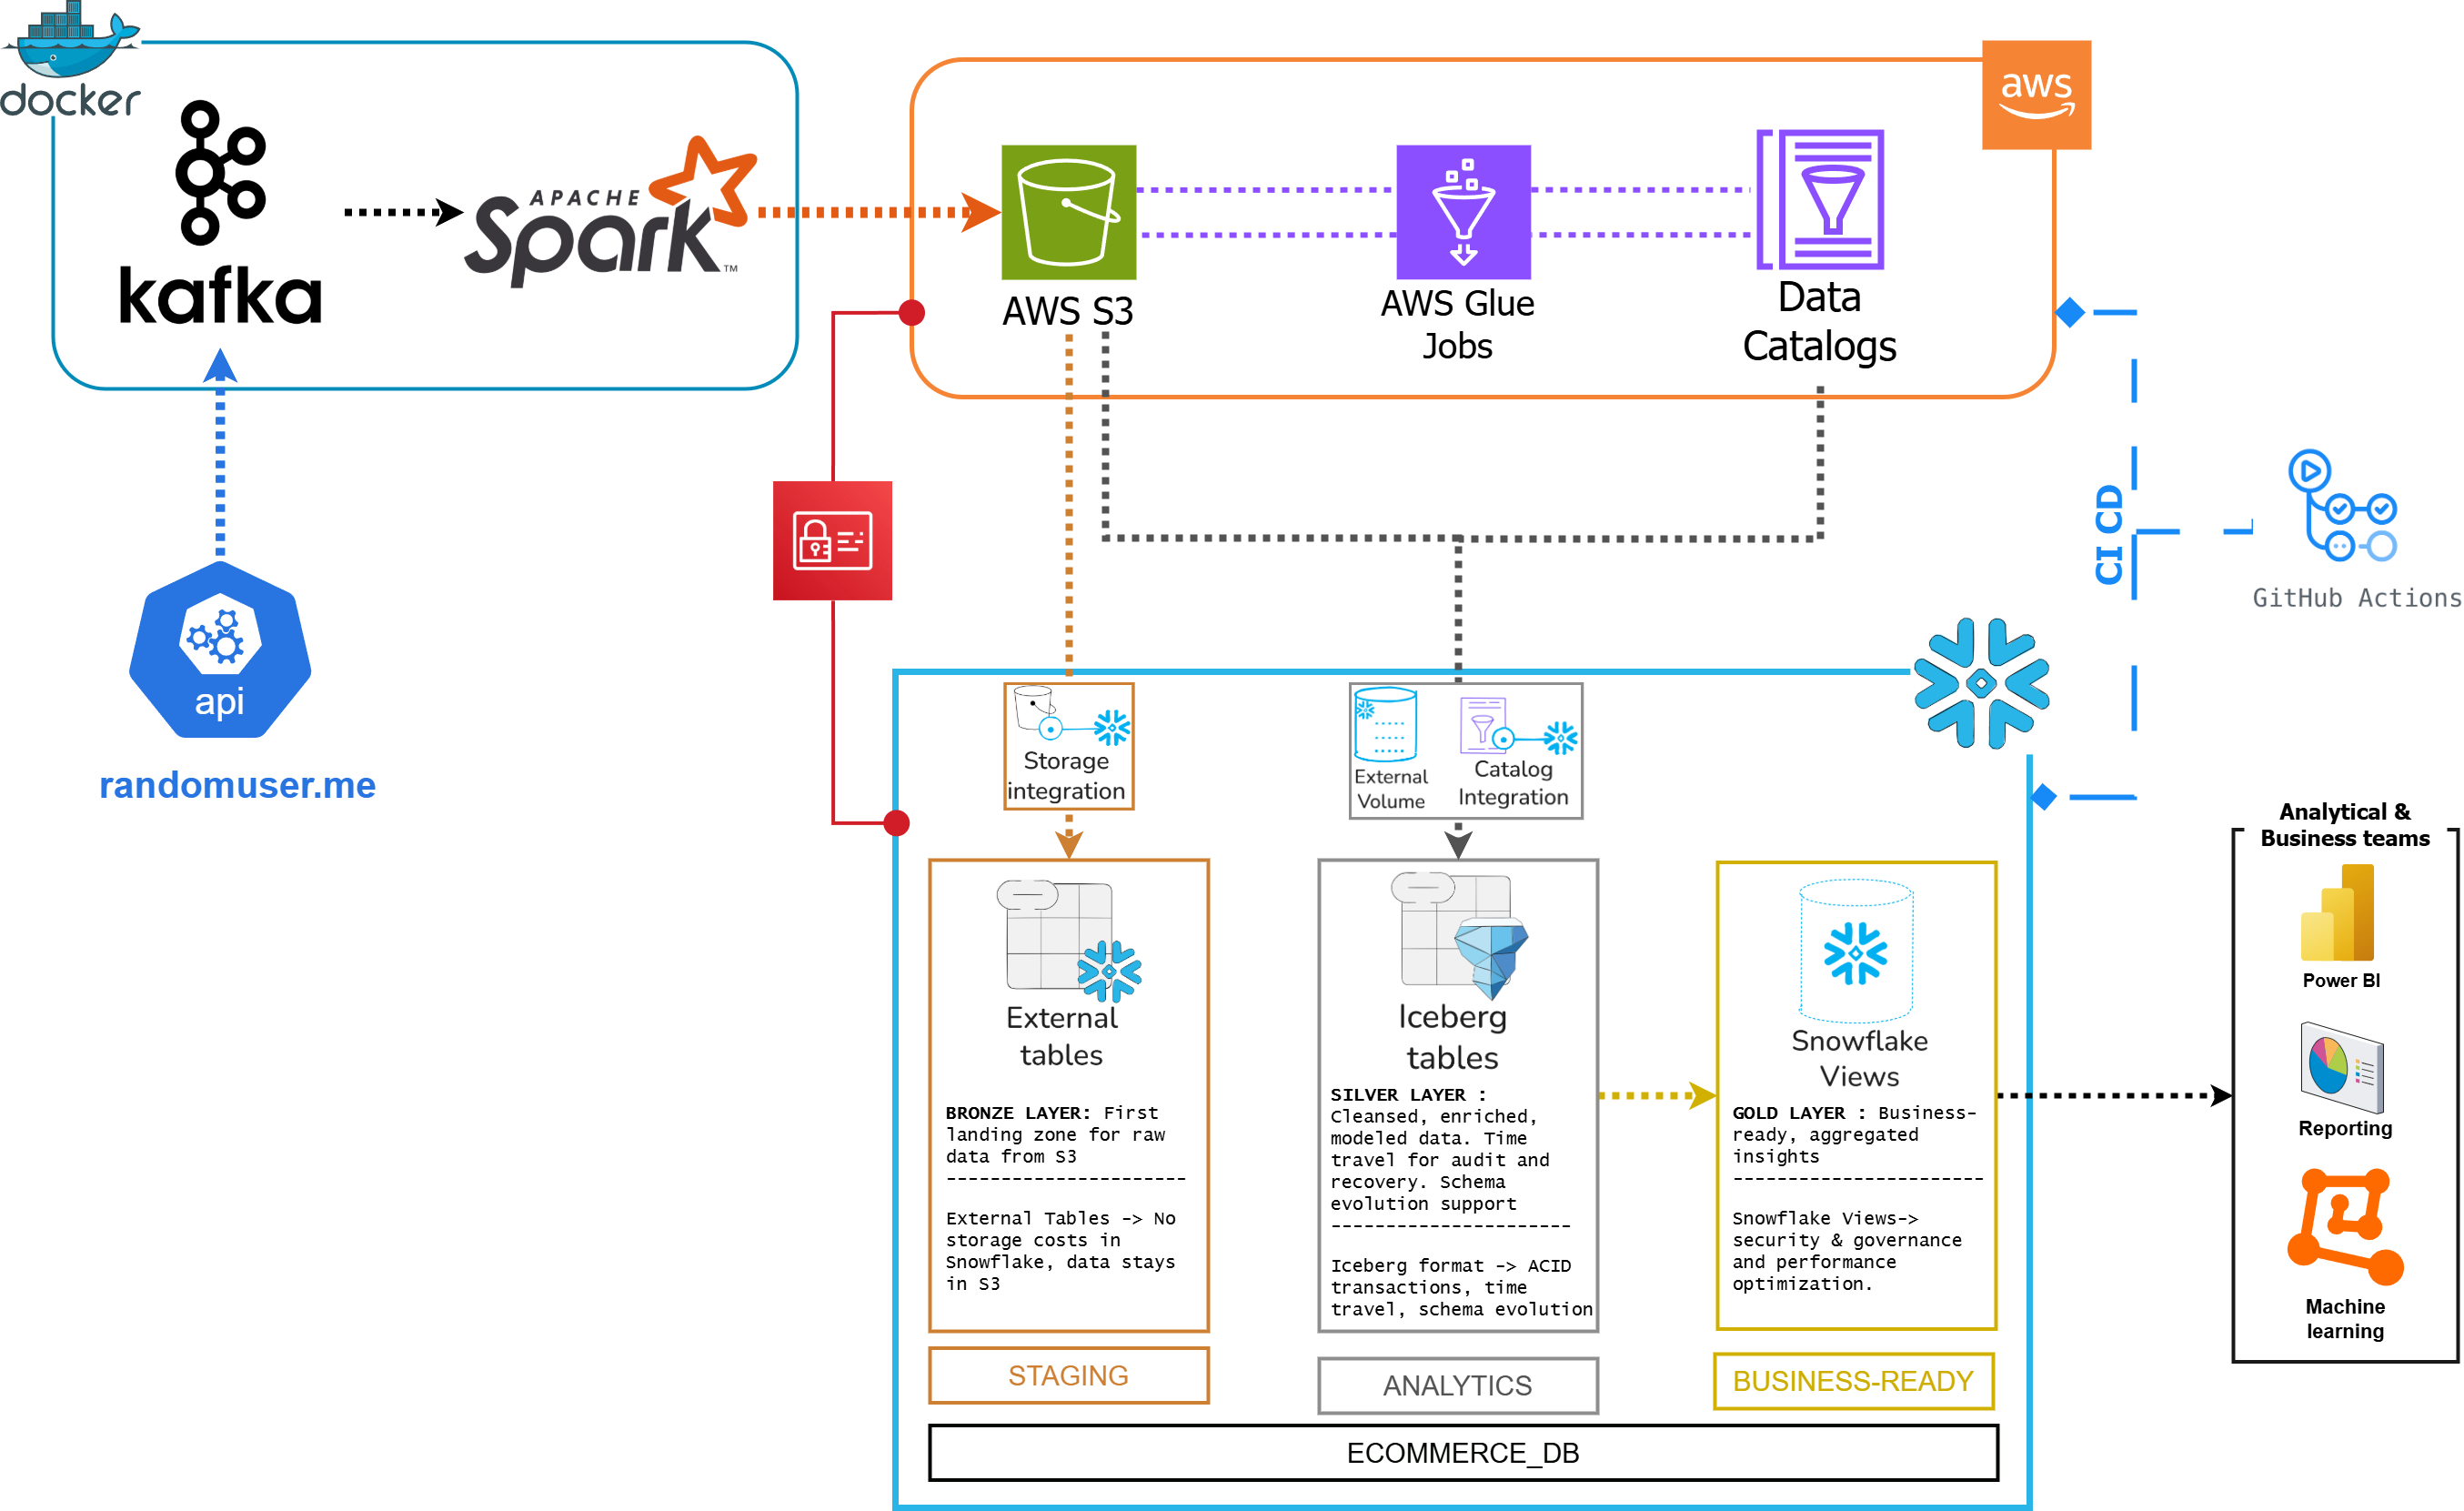 docker
kafka
APACHE
Spark™
api
randomuser.me
aws
AWS S3
AWS Glue
Jobs
Data
Catalogs
CI CD
GitHub Actions
Storage
integration
External
Volume
Catalog
Integration
External
tables
BRONZE LAYER: First
landing zone for raw
data from S3
----------------------
External Tables -> No
storage costs in
Snowflake, data stays
in S3
STAGING
Iceberg
tables
SILVER LAYER :
Cleansed, enriched,
modeled data. Time
travel for audit and
recovery. Schema
evolution support
----------------------
Iceberg format -> ACID
transactions, time
travel, schema evolution
ANALYTICS
Snowflake
Views
GOLD LAYER : Business-
ready, aggregated
insights
-----------------------
Snowflake Views->
security & governance
and performance
optimization.
BUSINESS-READY
ECOMMERCE_DB
Analytical &
Business teams
Power BI
Reporting
Machine
learning